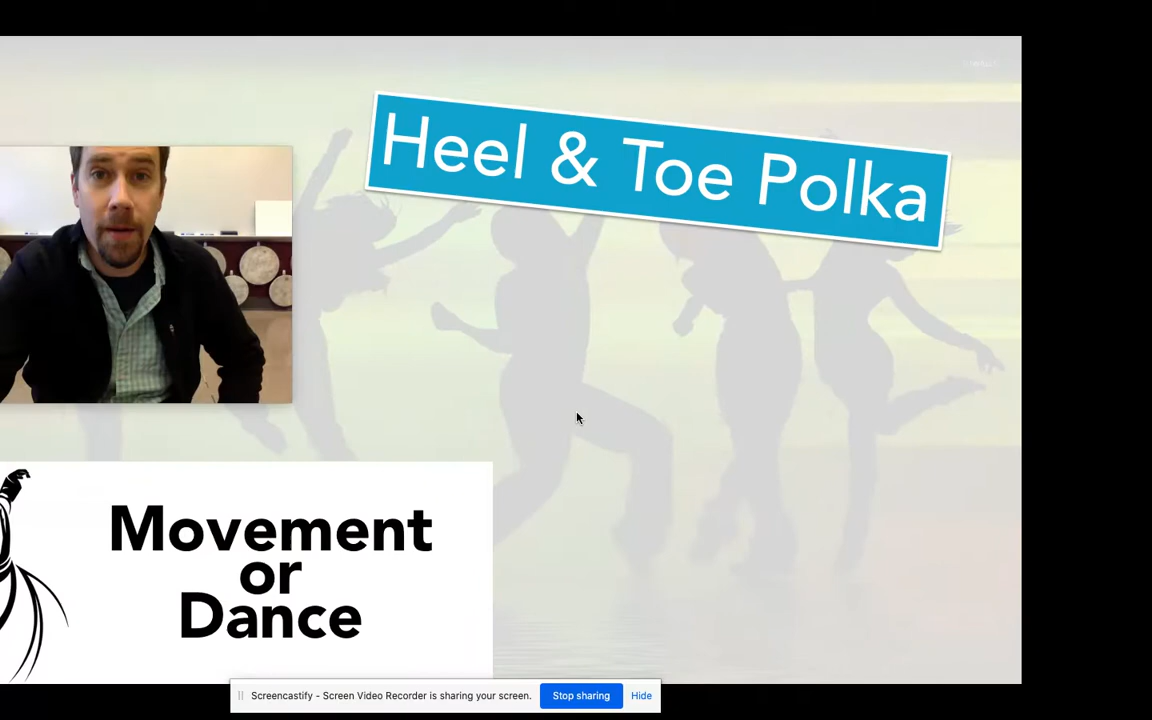 Heel & Toe Polka
Movement
or
Dance
Screencastify - Screen Video Recorder is sharing your screen.
Stop sharing
Hide